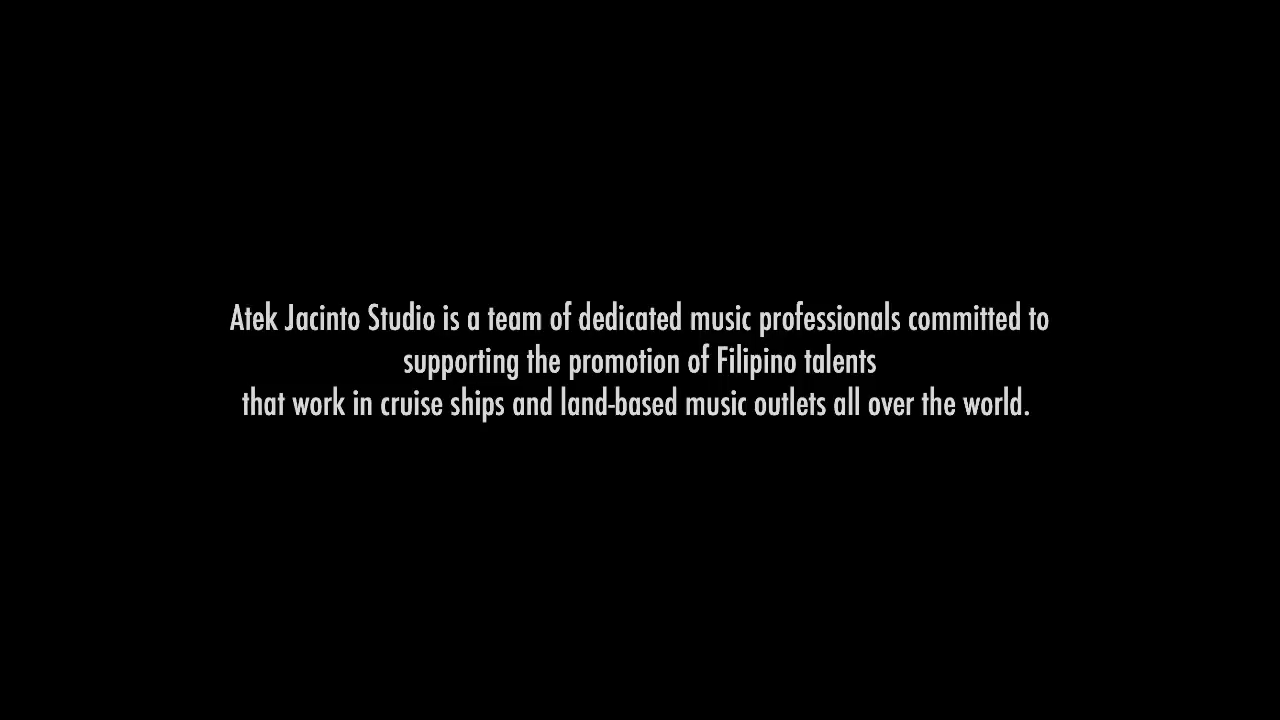 Atek Jacinto Studio is a team of dedicated music professionals committed to
supporting the promotion of Filipino talents
that work in cruise ships and land-based music outlets all over the world.